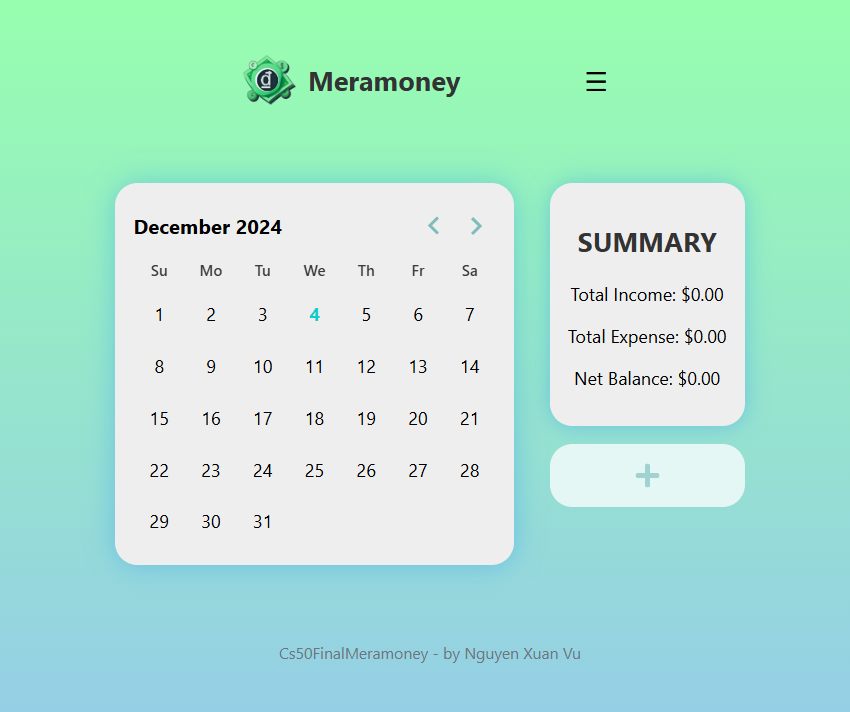 Meramoney
☰
December 2024
Su Mo Tu We Th Fr Sa
1 2 3 4 5 6 7
8 9 10 11 12 13 14
15 16 17 18 19 20 21
22 23 24 25 26 27 28
29 30 31
SUMMARY
Total Income: $0.00
Total Expense: $0.00
Net Balance: $0.00
Cs50FinalMeramoney - by Nguyen Xuan Vu